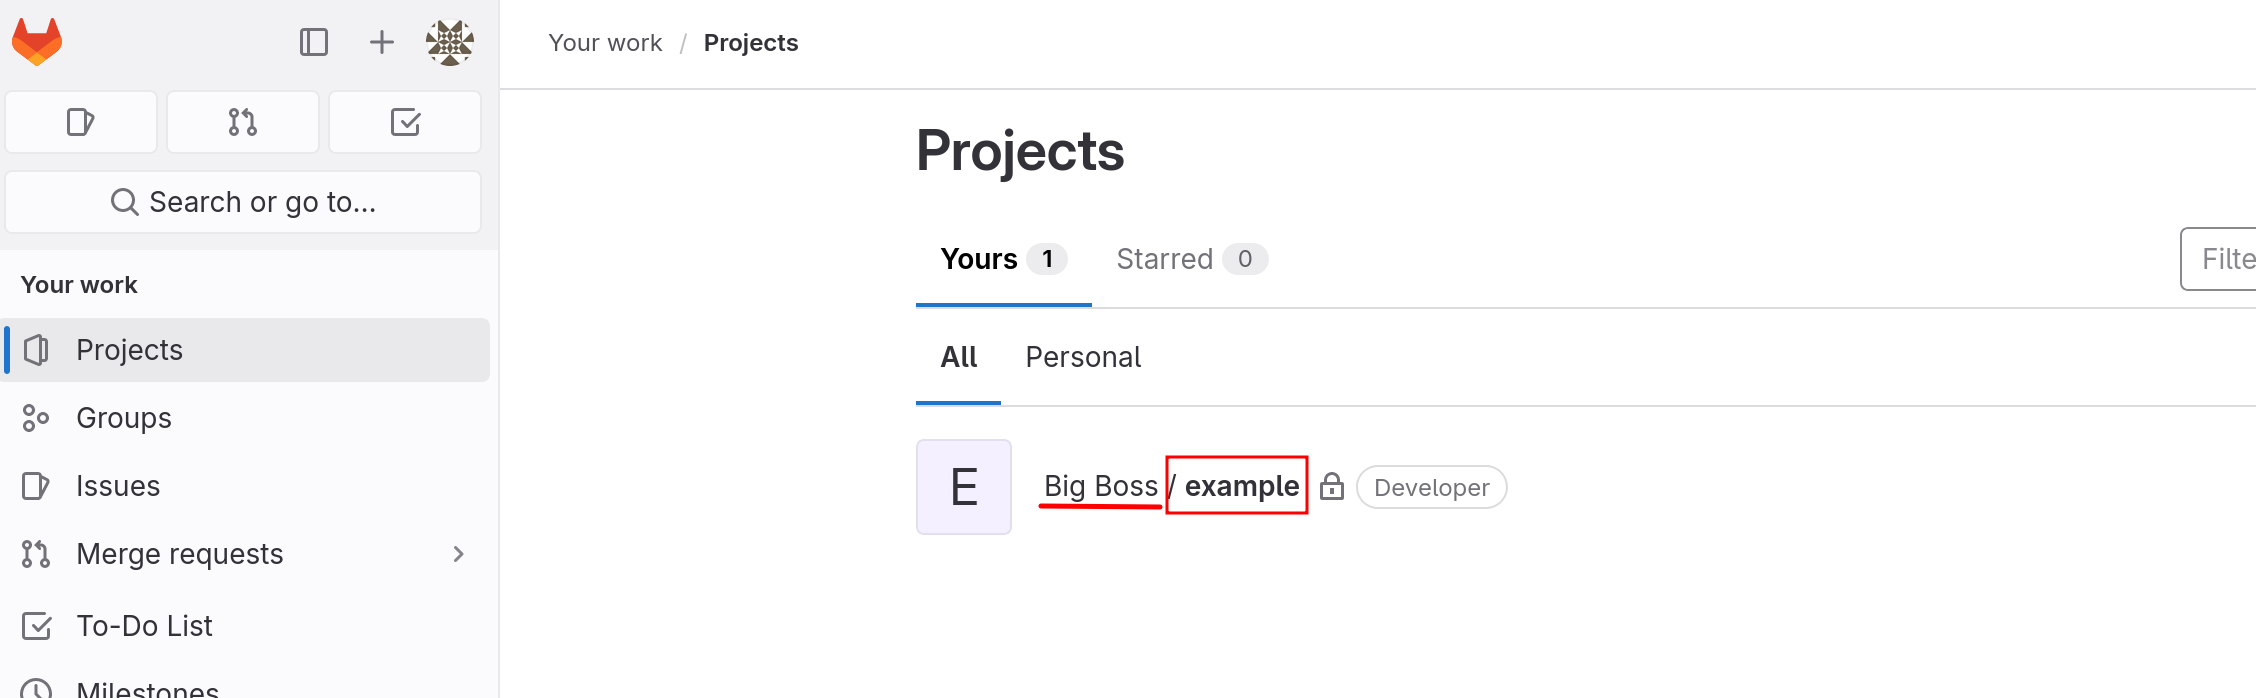 Your work / Projects
Search or go to...
Your work
Projects
Groups
Issues
Merge requests
To-Do List
Milestones
Projects
Yours 1 Starred 0
Filte
All Personal
E Big Boss / example Developer